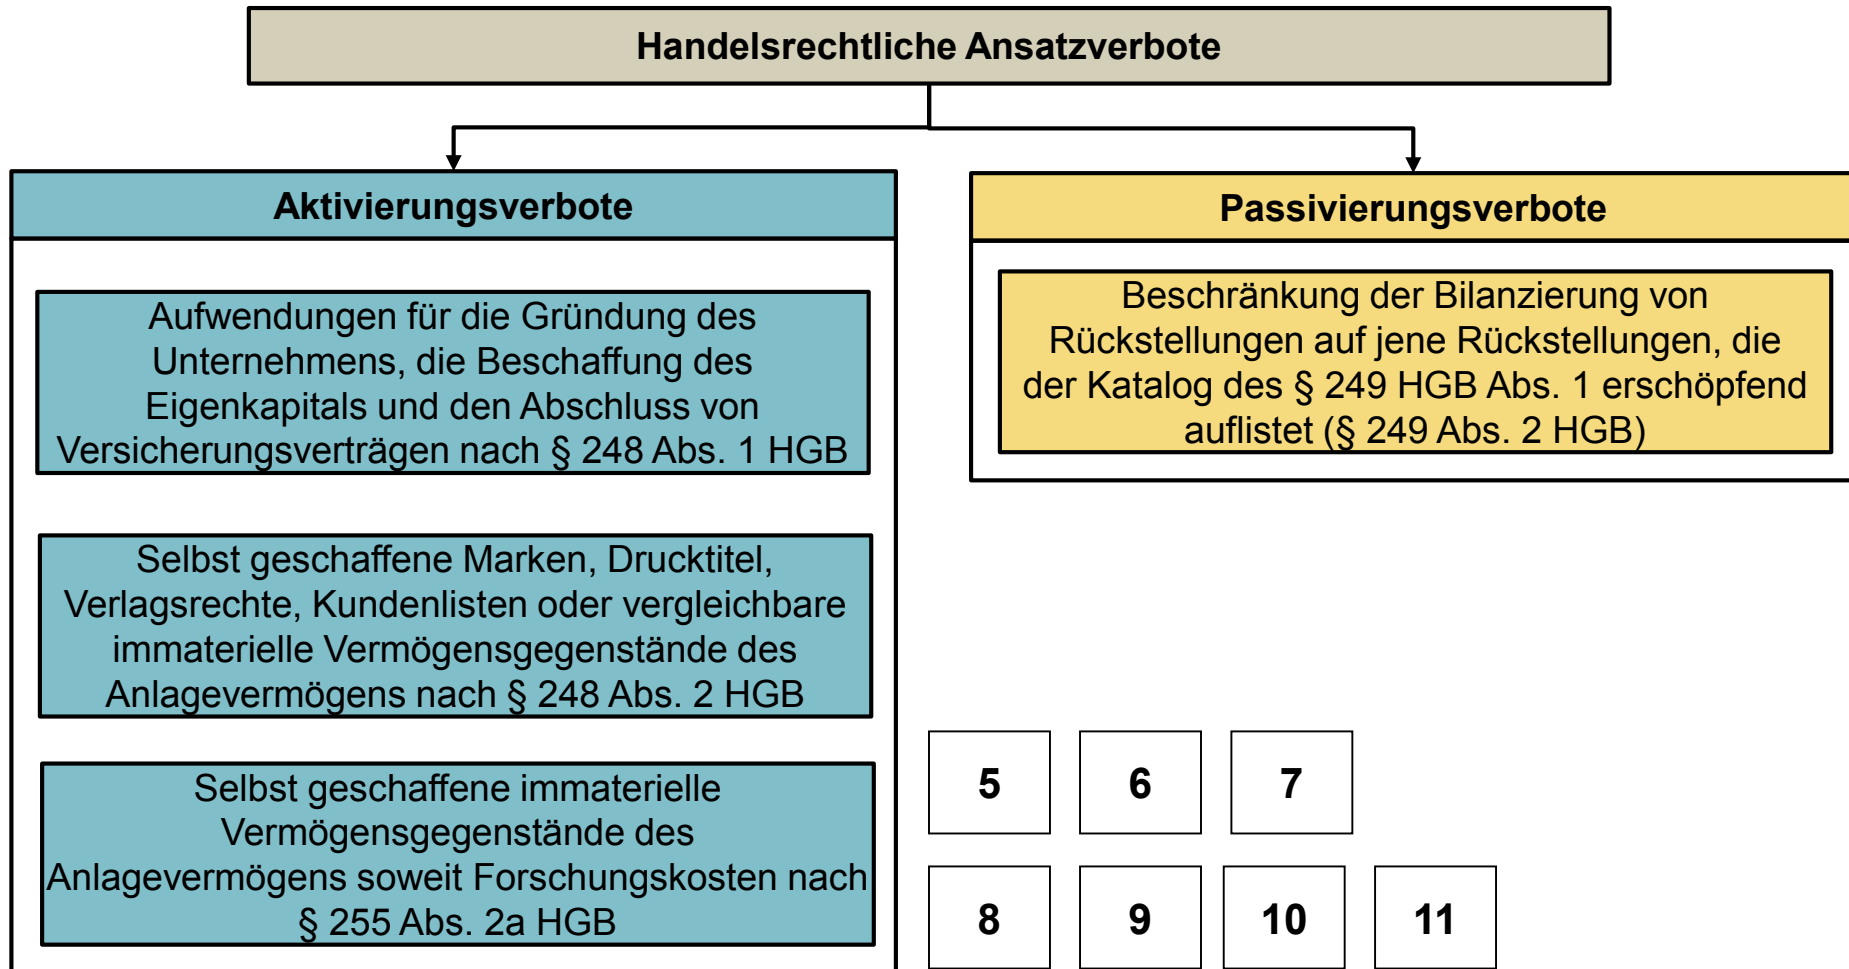 Handelsrechtliche Ansatzverbote
Aktivierungsverbote
Aufwendungen für die Gründung des
Unternehmens, die Beschaffung des
Eigenkapitals und den Abschluss von
Versicherungsverträgen nach § 248 Abs. 1 HGB
Selbst geschaffene Marken, Drucktitel,
Verlagsrechte, Kundenlisten oder vergleichbare
immaterielle Vermögensgegenstände des
Anlagevermögens nach § 248 Abs. 2 HGB
Selbst geschaffene immaterielle
Vermögensgegenstände des
Anlagevermögens soweit Forschungskosten nach
§ 255 Abs. 2a HGB
Passivierungsverbote
Beschränkung der Bilanzierung von
Rückstellungen auf jene Rückstellungen, die
der Katalog des § 249 HGB Abs. 1 erschöpfend
auflistet (§ 249 Abs. 2 HGB)
5 6 7
8 9 10 11